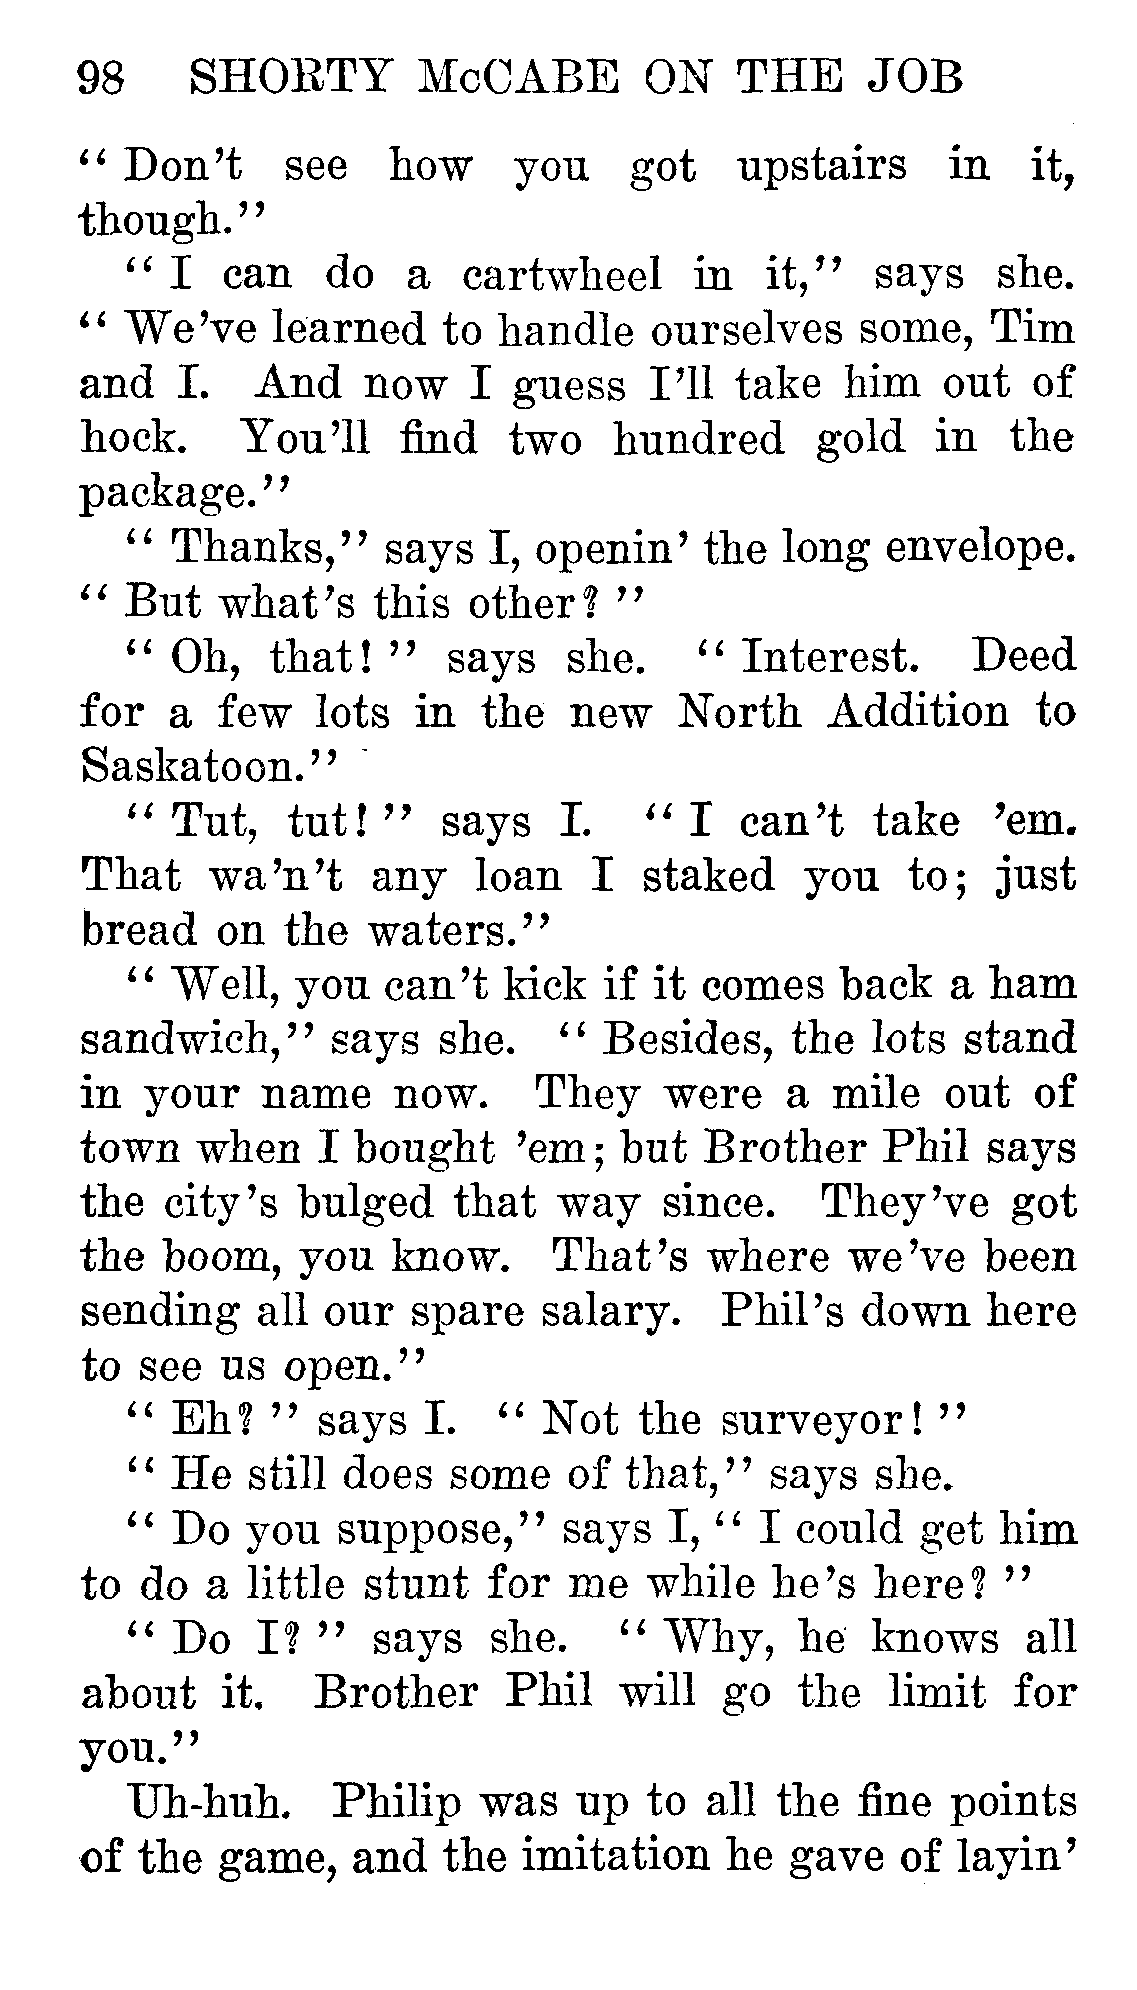 98 SHORTY McCABE ON THE JOB
“ Don’t see how you got upstairs in it,
though.”
“ I can do a cartwheel in it,” says she.
“ We’ve learned to handle ourselves some, Tim
and I. And now I guess I’ll take him out of
hock. You’ll find two hundred gold in the
package.”
“ Thanks,” says I, openin’ the long envelope.
“ But what’s this other? ”
“ Oh, that! ” says she. “ Interest. Deed
for a few lots in the new North Addition to
Saskatoon.”
“ Tut, tut! ” says I. “ I can’t take ’em.
That wa’n’t any loan I staked you to; just
bread on the waters.”
“ Well, you can’t kick if it comes back a ham
sandwich,” says she. “ Besides, the lots stand
in your name now. They were a mile out of
town when I bought ’em; but Brother Phil says
the city’s bulged that way since. They’ve got
the boom, you know. That’s where we’ve been
sending all our spare salary. Phil’s down here
to see us open.”
“ Eh? ” says I. “ Not the surveyor! ”
“ He still does some of that,” says she.
“ Do you suppose,” says I, “ I could get him
to do a little stunt for me while he’s here? ”
“ Do I? ” says she. “ Why, he knows all
about it. Brother Phil will go the limit for
you.”
Uh-huh. Philip was up to all the fine points
of the game, and the imitation he gave of layin’